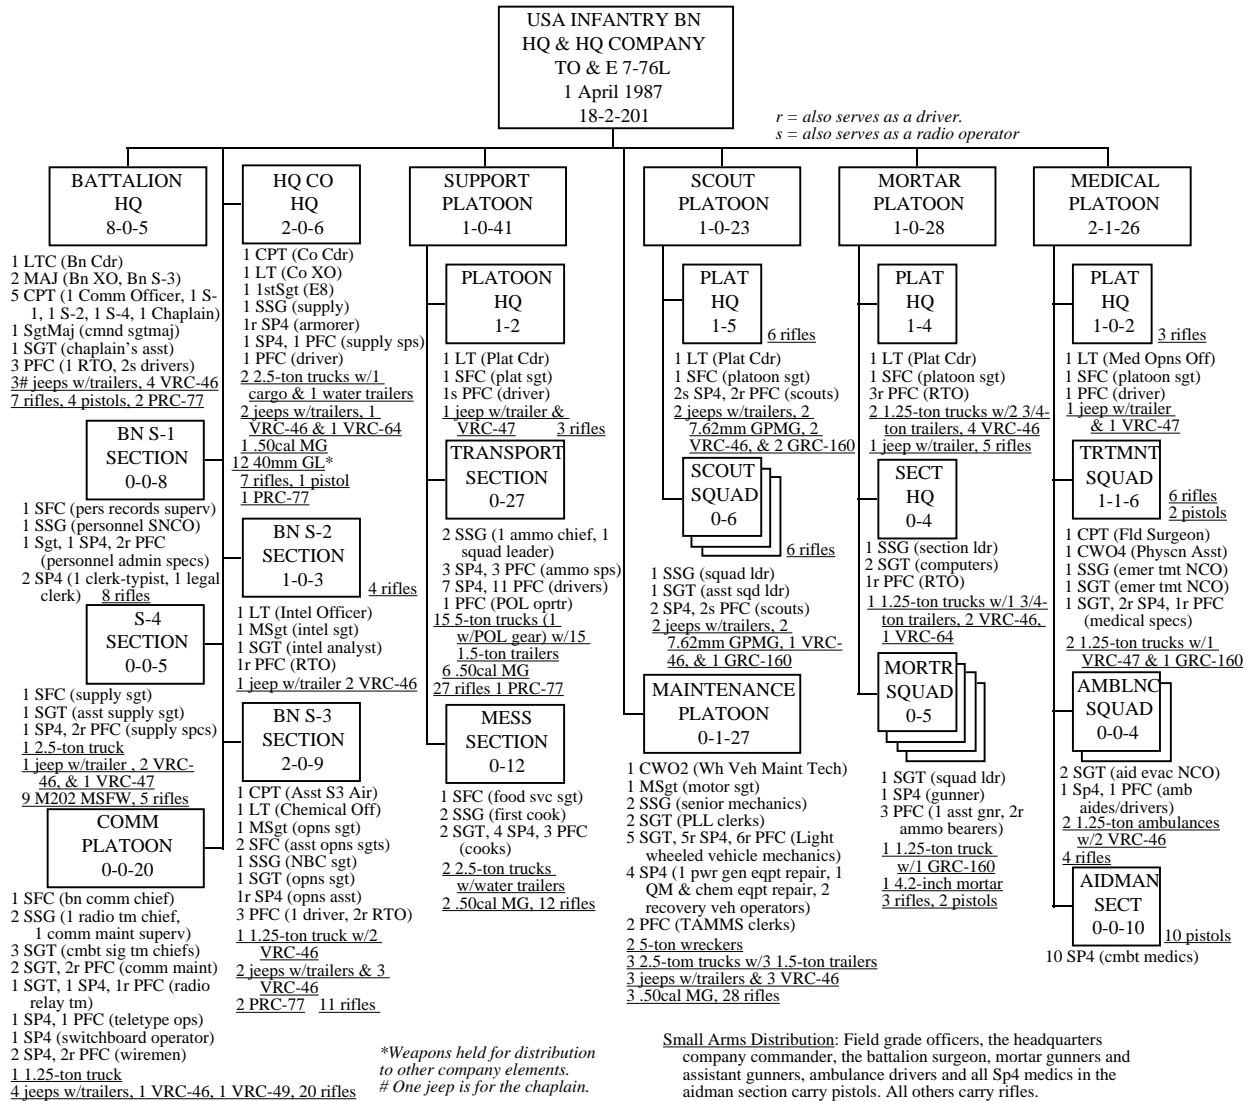 USA INFANTRY BN
HQ & HQ COMPANY
TO & E 7-76L
1 April 1987
18-2-201
r = also serves as a driver.
s = also serves as a radio operator
BATTALION
HQ
8-0-5
1 LTC (Bn Cdr)
2 MAJ (Bn XO, Bn S-3)
5 CPT (1 Comm Officer, 1 S-
1, 1 S-2, 1 S-4, 1 Chaplain)
1 SgtMaj (cmnd sgtmaj)
1 SGT (chaplain's asst)
3 PFC (1 RTO, 2s drivers)
3# jeeps w/trailers, 4 VRC-46
7 rifles, 4 pistols, 2 PRC-77
BN S-1
SECTION
0-0-8
1 SFC (pers records superv)
1 SSG (personnel SNCO)
1 Sgt, 1 SP4, 2r PFC
(personnel admin specs)
2 SP4 (1 clerk-typist, 1 legal
clerk) 8 rifles
S-4
SECTION
0-0-5
1 SFC (supply sgt)
1 SGT (asst supply sgt)
1 SP4, 2r PFC (supply spcs)
1 2.5-ton truck
1 jeep w/trailer , 2 VRC-
46, & 1 VRC-47
9 M202 MSFW, 5 rifles
COMM
PLATOON
0-0-20
1 SFC (bn comm chief)
2 SSG (1 radio tm chief,
1 comm maint superv)
3 SGT (cmbt sig tm chiefs)
2 SGT, 2r PFC (comm maint)
1 SGT, 1 SP4, 1r PFC (radio
relay tm)
1 SP4, 1 PFC (teletype ops)
1 SP4 (switchboard operator)
2 SP4, 2r PFC (wiremen)
1 1.25-ton truck
4 jeeps w/trailers, 1 VRC-46, 1 VRC-49, 20 rifles
HQ CO
HQ
2-0-6
1 CPT (Co Cdr)
1 LT (Co XO)
1 1stSgt (E8)
1 SSG (supply)
1r SP4 (armorer)
1 SP4, 1 PFC (supply sps)
1 PFC (driver)
2 2.5-ton trucks w/1
cargo & 1 water trailers
2 jeeps w/trailers, 1
VRC-46 & 1 VRC-64
1 .50cal MG
12 40mm GL*
7 rifles, 1 pistol
1 PRC-77
BN S-2
SECTION
1-0-3
4 rifles
1 LT (Intel Officer)
1 MSgt (intel sgt)
1 SGT (intel analyst)
1r PFC (RTO)
1 jeep w/trailer 2 VRC-46
BN S-3
SECTION
2-0-9
1 CPT (Asst S3 Air)
1 LT (Chemical Off)
1 MSgt (opns sgt)
2 SFC (asst opns sgts)
1 SSG (NBC sgt)
1 SGT (opns sgt)
1r SP4 (opns asst)
3 PFC (1 driver, 2r RTO)
1 1.25-ton truck w/2
VRC-46
2 jeeps w/trailers & 3
VRC-46
2 PRC-77 11 rifles
SUPPORT
PLATOON
1-0-41
PLATOON
HQ
1-2
1 LT (Plat Cdr)
1 SFC (plat sgt)
1s PFC (driver)
1 jeep w/trailer &
VRC-47 3 rifles
TRANSPORT
SECTION
0-27
2 SSG (1 ammo chief, 1
squad leader)
3 SP4, 3 PFC (ammo sps)
7 SP4, 11 PFC (drivers)
1 PFC (POL oprtr)
15 5-ton trucks (1
w/POL gear) w/15
1.5-ton trailers
6 .50cal MG
27 rifles 1 PRC-77
MESS
SECTION
0-12
1 SFC (food svc sgt)
2 SSG (first cook)
2 SGT, 4 SP4, 3 PFC
(cooks)
2 2.5-ton trucks
w/water trailers
2 .50cal MG, 12 rifles
SCOUT
PLATOON
1-0-23
PLAT
HQ
1-5
6 rifles
1 LT (Plat Cdr)
1 SFC (platoon sgt)
2s SP4, 2r PFC (scouts)
2 jeeps w/trailers, 2
7.62mm GPMG, 2
VRC-46, & 2 GRC-160
SCOUT
SQUAD
0-6
6 rifles
1 SSG (squad ldr)
1 SGT (asst sqd ldr)
2 SP4, 2s PFC (scouts)
2 jeeps w/trailers, 2
7.62mm GPMG, 1 VRC-
46, & 1 GRC-160
MAINTENANCE
PLATOON
0-1-27
1 CWO2 (Wh Veh Maint Tech)
1 MSgt (motor sgt)
2 SSG (senior mechanics)
2 SGT (PLL clerks)
5 SGT, 5r SP4, 6r PFC (Light
wheeled vehicle mechanics)
4 SP4 (1 pwr gen eqpt repair, 1
QM & chem eqpt repair, 2
recovery veh operators)
2 PFC (TAMMS clerks)
2 5-ton wreckers
3 2.5-tom trucks w/3 1.5-ton trailers
3 jeeps w/trailers & 3 VRC-46
3 .50cal MG, 28 rifles
MORTAR
PLATOON
1-0-28
PLAT
HQ
1-4
1 LT (Plat Cdr)
1 SFC (platoon sgt)
3r PFC (RTO)
2 1.25-ton trucks w/2 3/4-
ton trailers, 4 VRC-46
1 jeep w/trailer, 5 rifles
SECT
HQ
0-4
1 SSG (section ldr)
2 SGT (computers)
1r PFC (RTO)
1 1.25-ton trucks w/1 3/4-
ton trailers, 2 VRC-46,
1 VRC-64
MORTR
SQUAD
0-5
1 SGT (squad ldr)
1 SP4 (gunner)
3 PFC (1 asst gnr, 2r
ammo bearers)
1 1.25-ton truck
w/1 GRC-160
1 4.2-inch mortar
3 rifles, 2 pistols
MEDICAL
PLATOON
2-1-26
PLAT
HQ
1-0-2
3 rifles
1 LT (Med Opns Off)
1 SFC (platoon sgt)
1 PFC (driver)
1 jeep w/trailer
& 1 VRC-47
TRTMNT
SQUAD
1-1-6
6 rifles
2 pistols
1 CPT (Fld Surgeon)
1 CWO4 (Physcn Asst)
1 SSG (emer tmt NCO)
1 SGT (emer tmt NCO)
1 SGT, 2r SP4, 1r PFC
(medical specs)
2 1.25-ton trucks w/1
VRC-47 & 1 GRC-160
AMBLNC
SQUAD
0-0-4
2 SGT (aid evac NCO)
1 Sp4, 1 PFC (amb
aides/drivers)
2 1.25-ton ambulances
w/2 VRC-46
4 rifles
AIDMAN
SECT
0-0-10
10 pistols
10 SP4 (cmbt medics)
*Weapons held for distribution
to other company elements.
# One jeep is for the chaplain.
Small Arms Distribution: Field grade officers, the headquarters
company commander, the battalion surgeon, mortar gunners and
assistant gunners, ambulance drivers and all Sp4 medics in the
aidman section carry pistols. All others carry rifles.